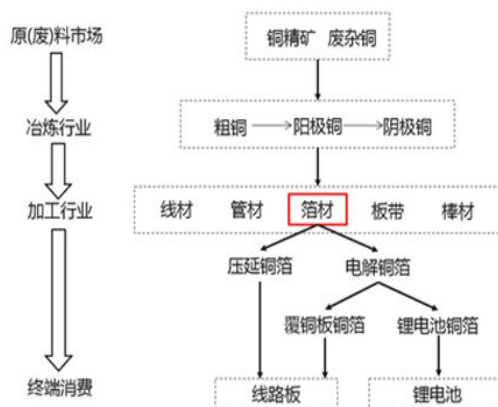 原(废)料市场
铜精矿 废杂铜
冶炼行业
粗铜 阳极铜 阴极铜
加工行业
线材 管材 箔材 板带 棒材
压延铜箔 电解铜箔
覆铜板铜箔 锂电池铜箔
终端消费
线路板 锂电池